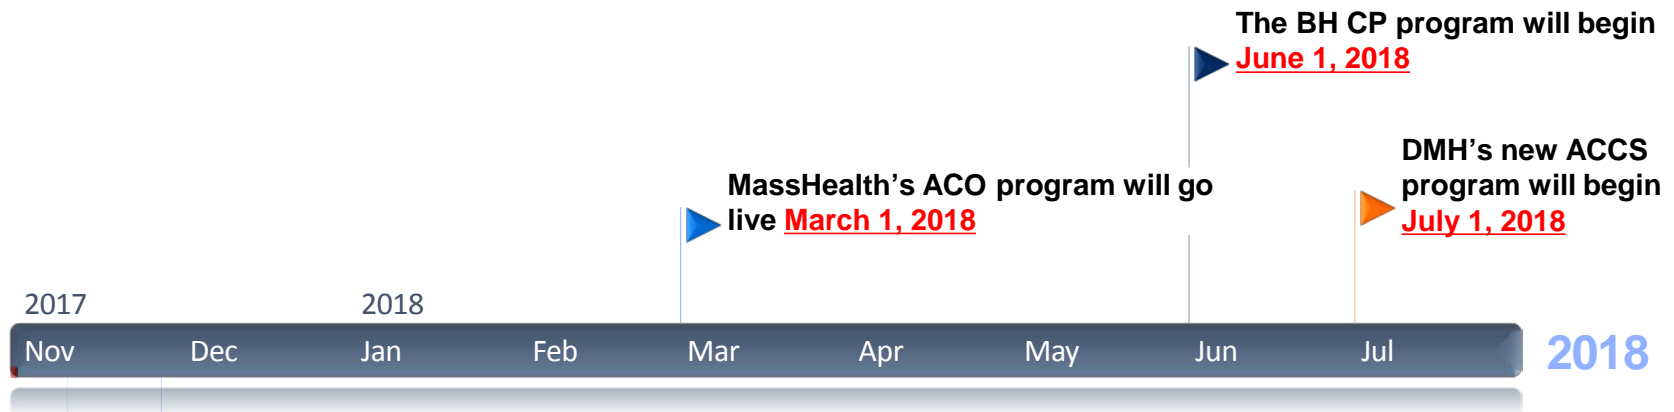 The BH CP program will begin
June 1, 2018
DMH’s new ACCS
program will begin
July 1, 2018
MassHealth’s ACO program will go
live March 1, 2018
2017
2018
Nov
Dec
Jan
Feb
Mar
Apr
May
Jun
Jul
2018